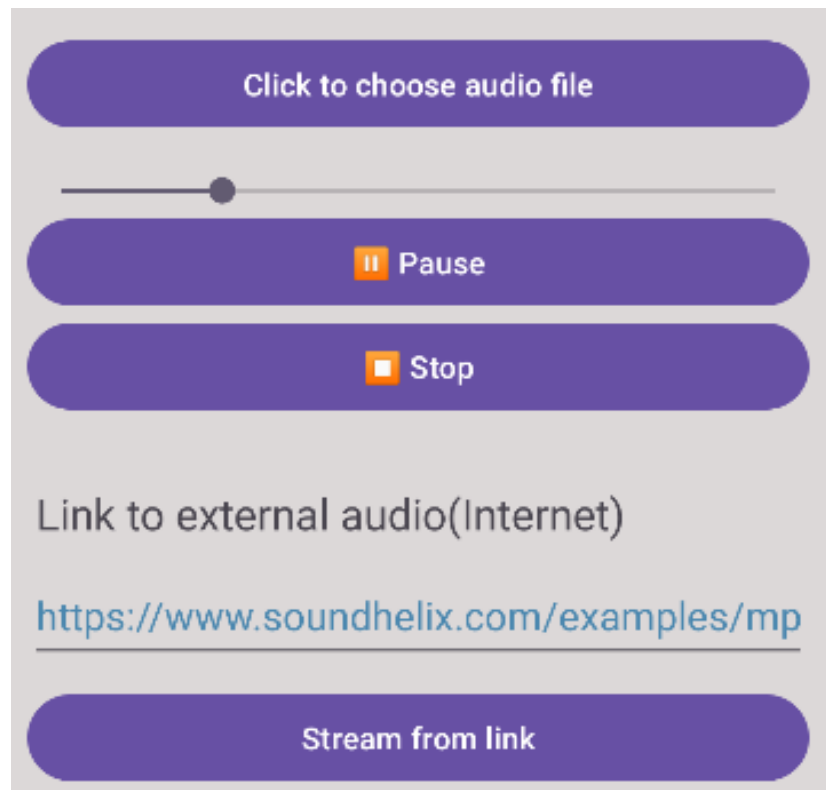 Click to choose audio file
⏸ Pause
⏹ Stop
Link to external audio(Internet)
https://www.soundhelix.com/examples/mp
Stream from link